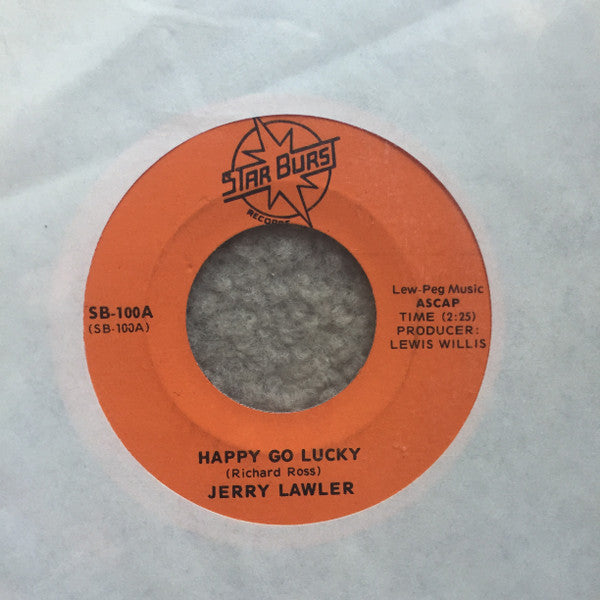 STAR BURST
RECORDS
SB-100A
(SB-100A)
Lew-Peg Music
ASCAP
TIME (2:25)
PRODUCER:
LEWIS WILLIS
HAPPY GO LUCKY
(Richard Ross)
JERRY LAWLER